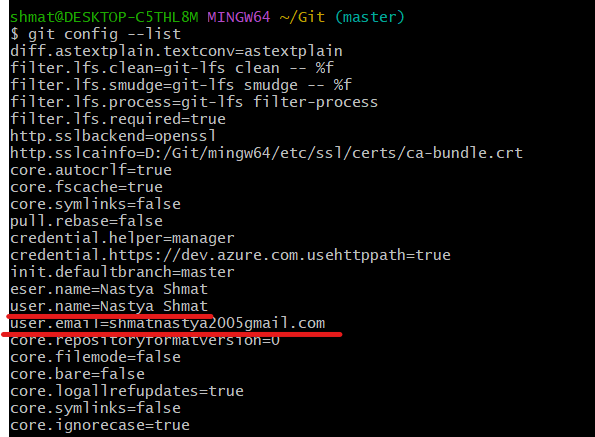 shmat@DESKTOP-C5THL8M MINGW64 ~/Git (master)
$ git config --list
diff.astextplain.textconv=astextplain
filter.lfs.clean=git-lfs clean -- %f
filter.lfs.smudge=git-lfs smudge -- %f
filter.lfs.process=git-lfs filter-process
filter.lfs.required=true
http.sslbackend=openssl
http.sslcainfo=D:/Git/mingw64/etc/ssl/certs/ca-bundle.crt
core.autocrlf=true
core.fscache=true
core.symlinks=false
pull.rebase=false
credential.helper=manager
credential.https://dev.azure.com.usehttppath=true
init.defaultbranch=master
eser.name=Nastya Shmat
user.name=Nastya Shmat
user.email=shmatnastya2005gmail.com
core.repositoryformatversion=0
core.filemode=false
core.bare=false
core.logallrefupdates=true
core.symlinks=false
core.ignorecase=true